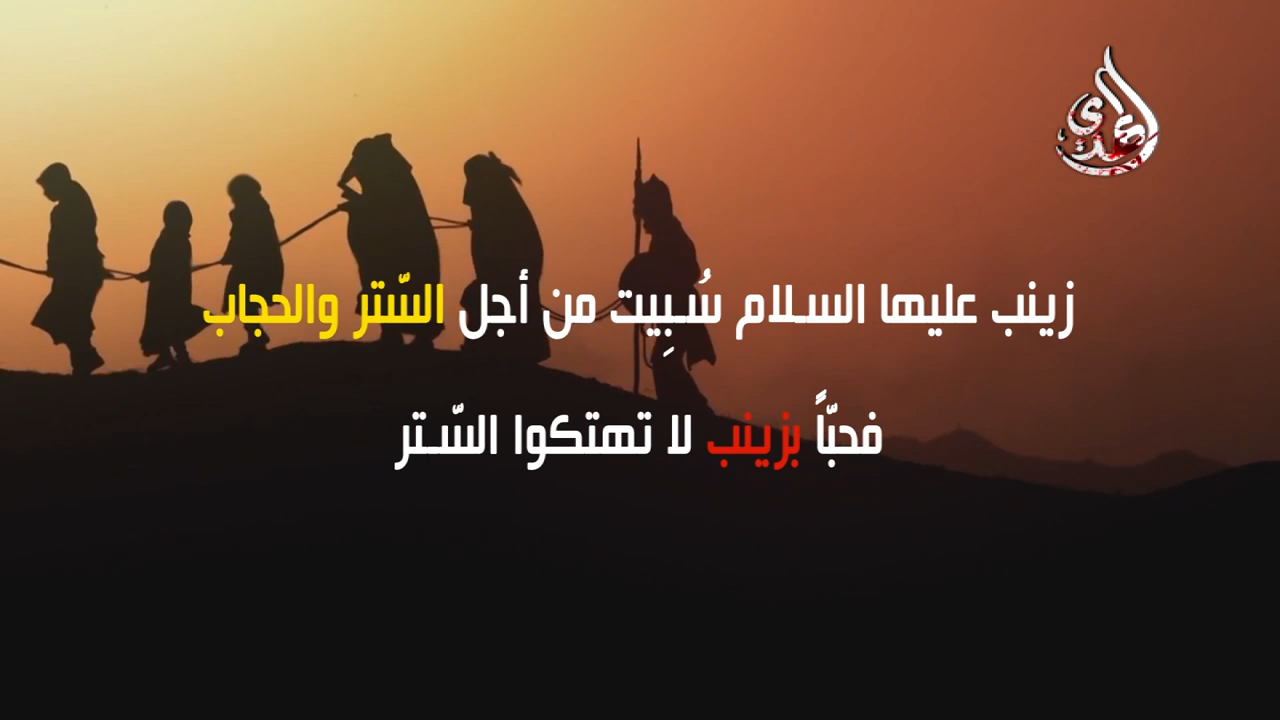 زينب عليها السلام سُبِيت من أجل السّتر والحجاب
فحبّاً بزينب لا تهتكوا السّتر